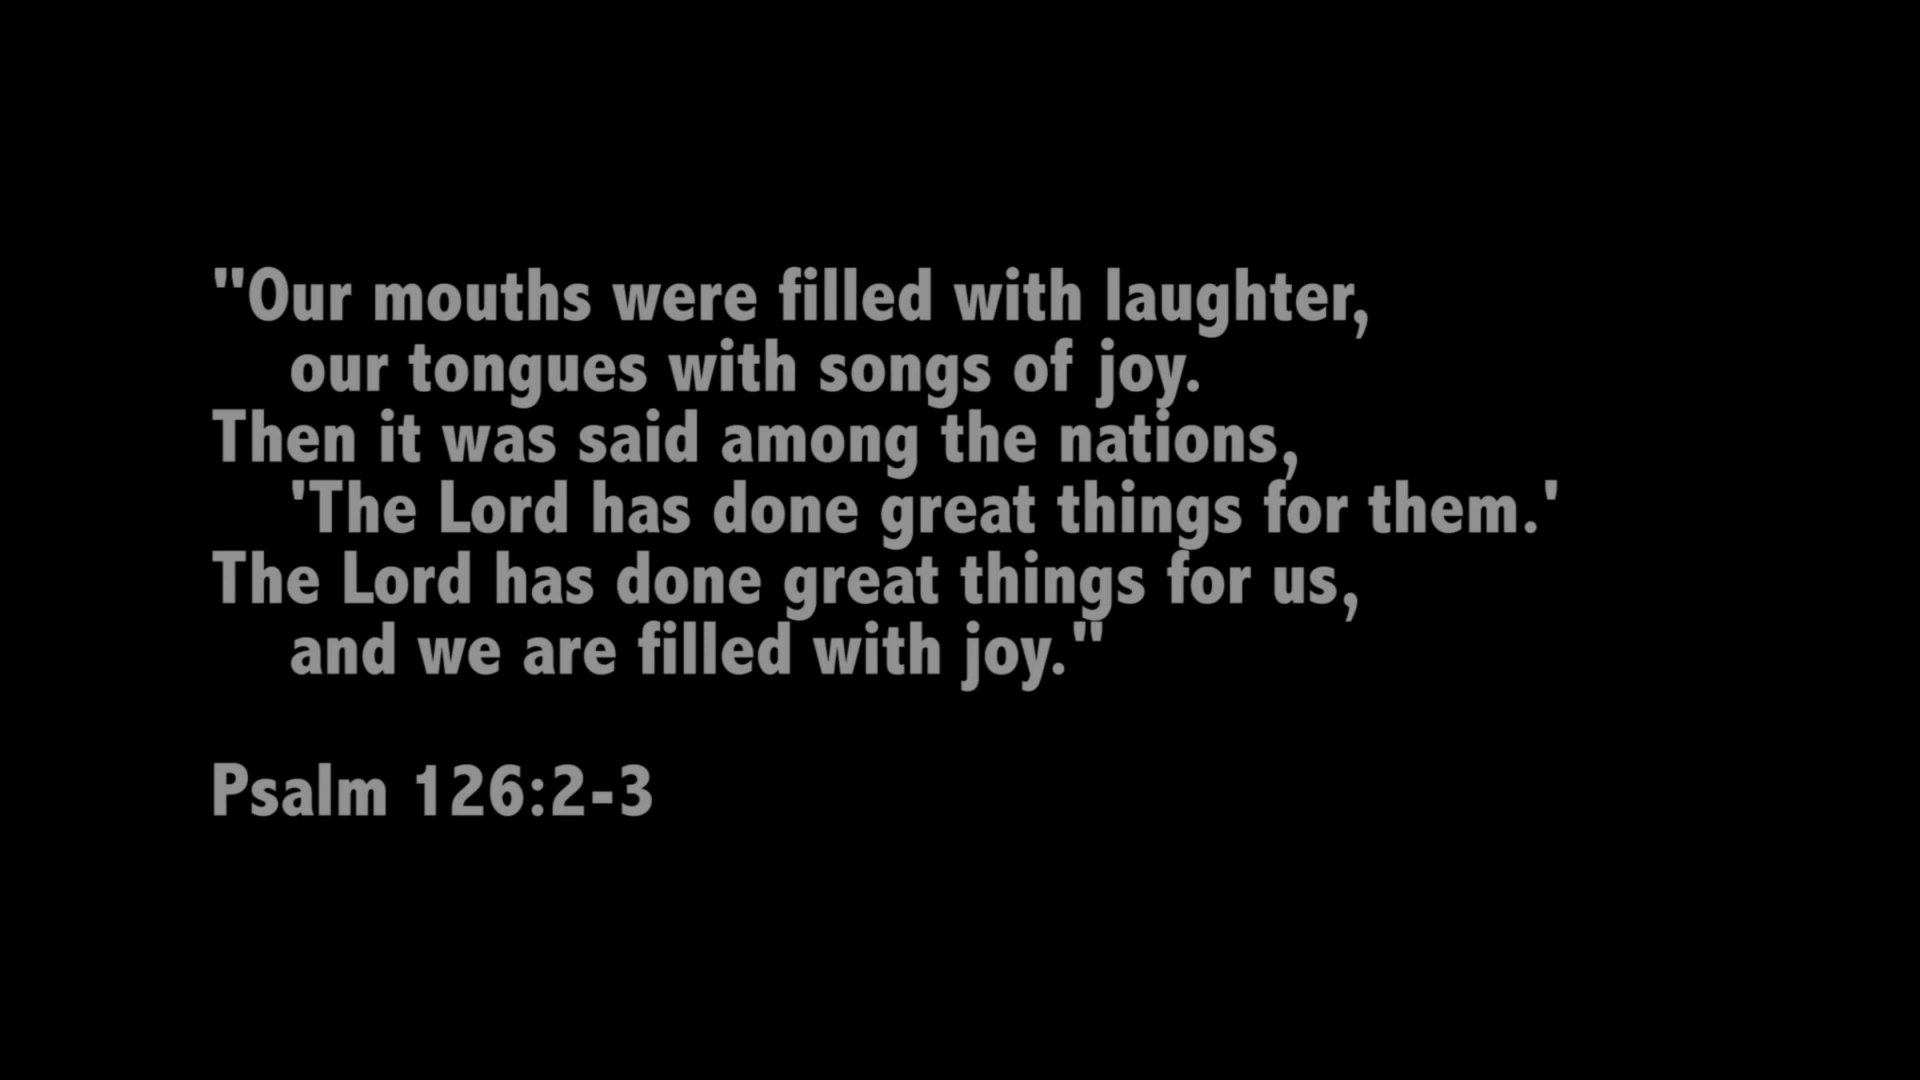 "Our mouths were filled with laughter,
our tongues with songs of joy.
Then it was said among the nations,
'The Lord has done great things for them.'
The Lord has done great things for us,
and we are filled with joy."
Psalm 126:2-3